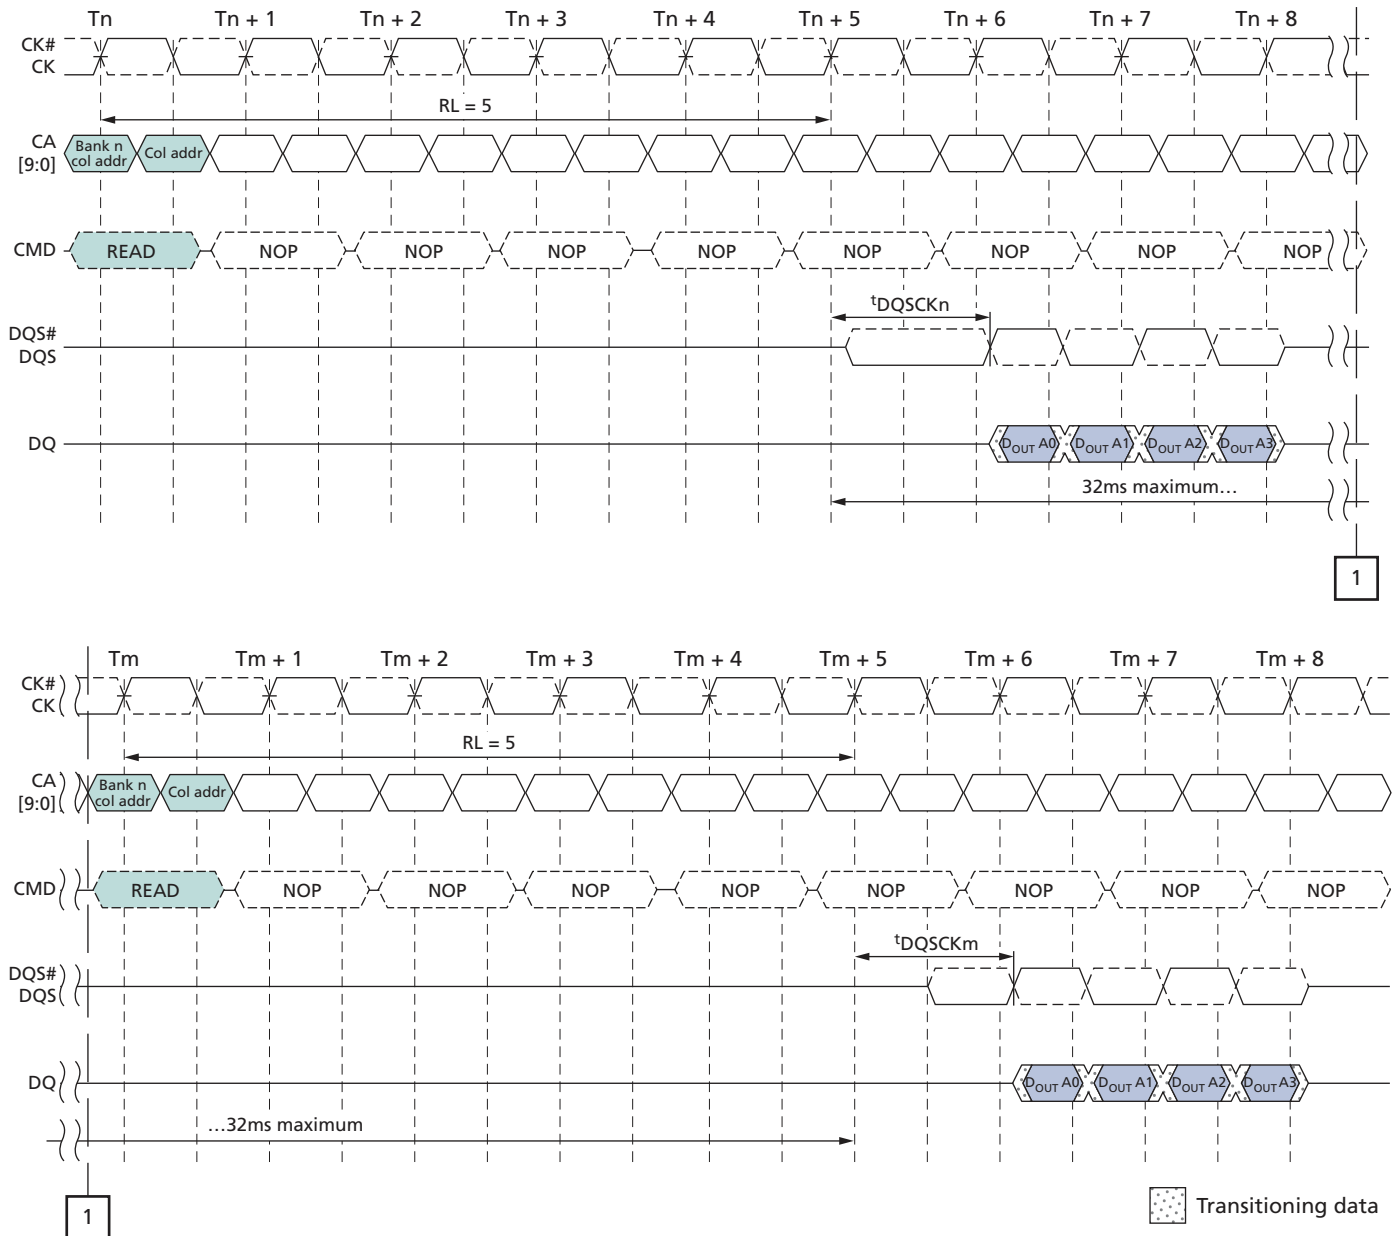 Tn Tn + 1 Tn + 2 Tn + 3 Tn + 4 Tn + 5 Tn + 6 Tn + 7 Tn + 8
CK#
CK
RL = 5
CA
[9:0]
Bank n
col addr
Col addr
CMD READ NOP NOP NOP NOP NOP NOP NOP NOP
tDQSCKn
DQS#
DQS
DQ DOUT A0 DOUT A1 DOUT A2 DOUT A3
32ms maximum…
1
Tm Tm + 1 Tm + 2 Tm + 3 Tm + 4 Tm + 5 Tm + 6 Tm + 7 Tm + 8
CK#
CK
RL = 5
CA
[9:0]
Bank n
col addr
Col addr
CMD READ NOP NOP NOP NOP NOP NOP NOP NOP
tDQSCKm
DQS#
DQS
DQ DOUT A0 DOUT A1 DOUT A2 DOUT A3
…32ms maximum
1
Transitioning data